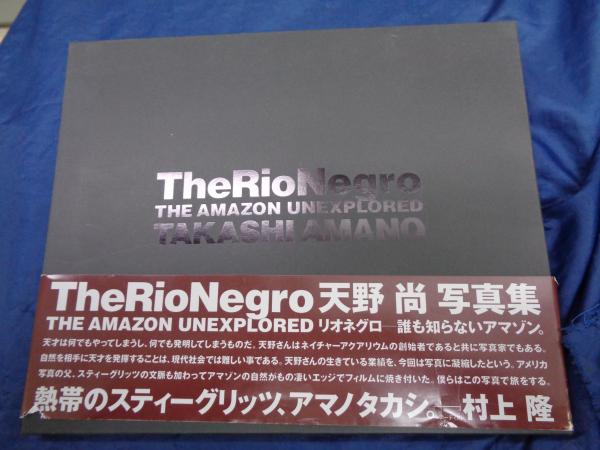 TheRioNegro
THE AMAZON UNEXPLORED
TAKASHI AMANO
TheRioNegro 天野 尚 写真集
THE AMAZON UNEXPLORED リオネグロ—誰も知らないアマゾン。
天才は何でもやってしまうし、何でも発明してしまうものだ。天野さんはネイチャーアクアリウムの創始者であると共に写真家でもある。
自然を相手に天才を発揮することは、現代社会では難しい事である。天野さんの生きている業績を、今回は写真に凝縮したという。アメリカ
写真の父、スティーグリッツの文脈も加わってアマゾンの自然がもの凄いエッジでフィルムに焼き付いた。僕らはこの写真で旅をする。
熱帯のスティーグリッツ、アマノタカシ。—村上 隆